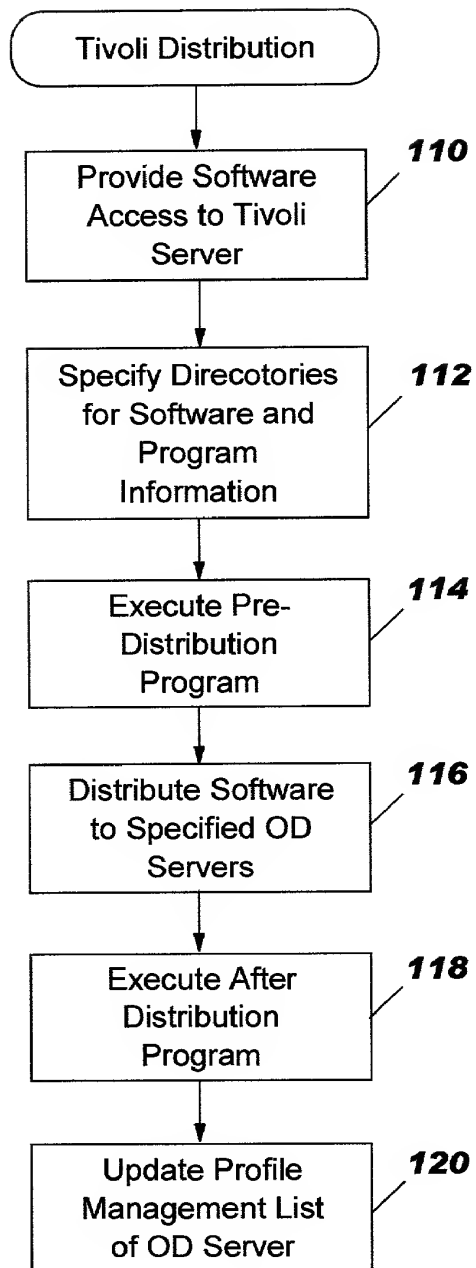 Tivoli Distribution
110
Provide Software
Access to Tivoli
Server
112
Specify Direcotories
for Software and
Program
Information
114
Execute Pre-
Distribution
Program
116
Distribute Software
to Specified OD
Servers
118
Execute After
Distribution
Program
120
Update Profile
Management List
of OD Server